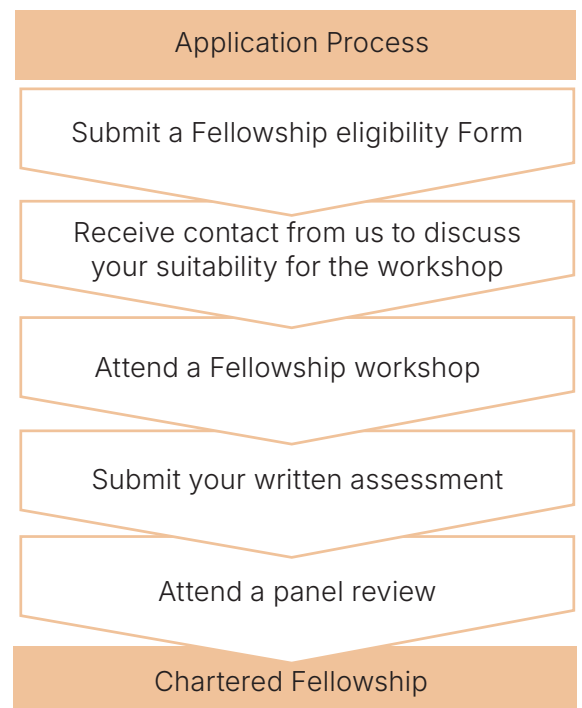 Application Process
Submit a Fellowship eligibility Form
Receive contact from us to discuss
your suitability for the workshop
Attend a Fellowship workshop
Submit your written assessment
Attend a panel review
Chartered Fellowship